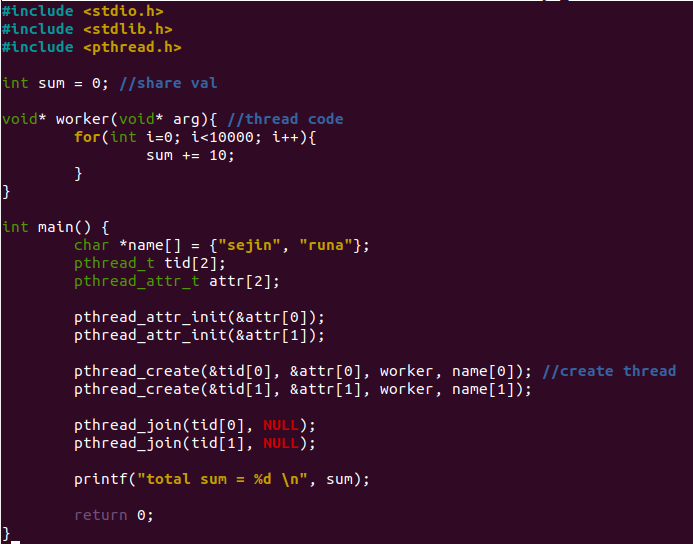 #include <stdio.h>
#include <stdlib.h>
#include <pthread.h>

int sum = 0; //share val

void* worker(void* arg){ //thread code
        for(int i=0; i<10000; i++){
                sum += 10;
        }
}

int main() {
        char *name[] = {"sejin", "runa"};
        pthread_t tid[2];
        pthread_attr_t attr[2];

        pthread_attr_init(&attr[0]);
        pthread_attr_init(&attr[1]);

        pthread_create(&tid[0], &attr[0], worker, name[0]); //create thread
        pthread_create(&tid[1], &attr[1], worker, name[1]);

        pthread_join(tid[0], NULL);
        pthread_join(tid[1], NULL);

        printf("total sum = %d \n", sum);

        return 0;
}